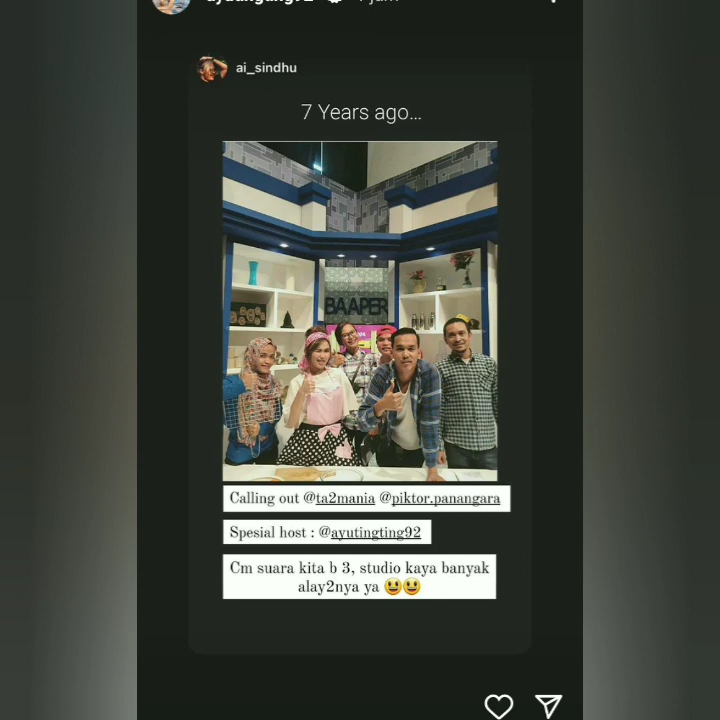 ai_sindhu
7 Years ago...
BAAPER
Calling out @ta2mania @piktor.panangara
Spesial host : @ayutingting92
Cm suara kita b 3, studio kaya banyak
alay2nya ya 😃😃